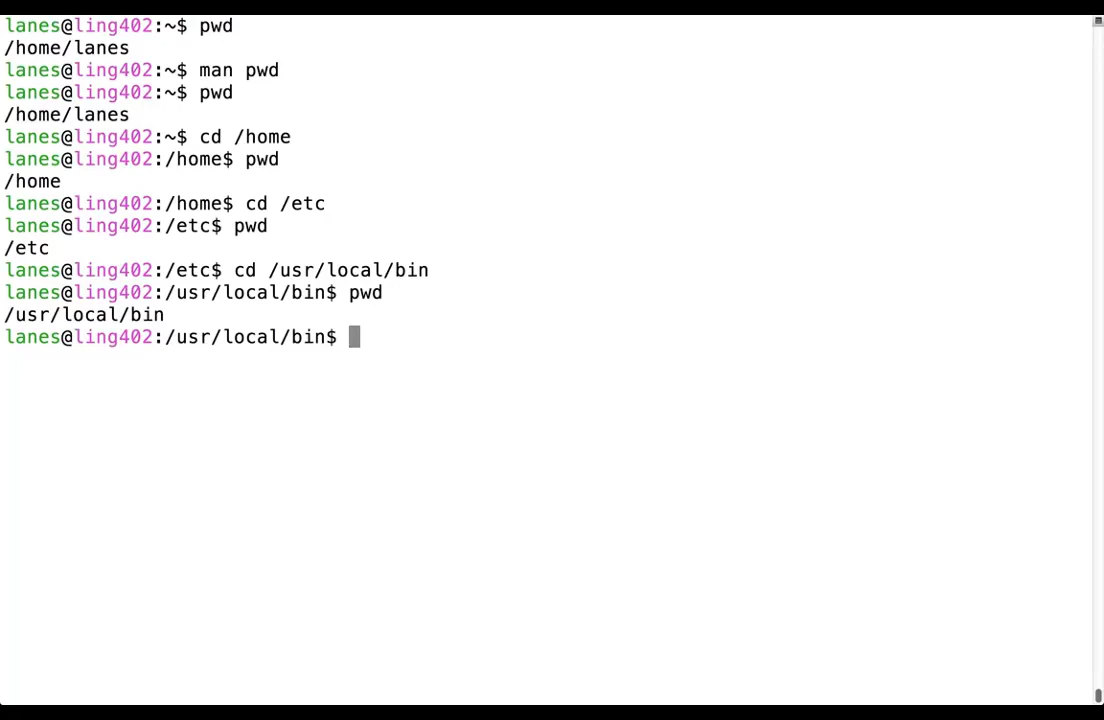 lanes@ling402:~$ pwd
/home/lanes
lanes@ling402:~$ man pwd
lanes@ling402:~$ pwd
/home/lanes
lanes@ling402:~$ cd /home
lanes@ling402:/home$ pwd
/home
lanes@ling402:/home$ cd /etc
lanes@ling402:/etc$ pwd
/etc
lanes@ling402:/etc$ cd /usr/local/bin
lanes@ling402:/usr/local/bin$ pwd
/usr/local/bin
lanes@ling402:/usr/local/bin$